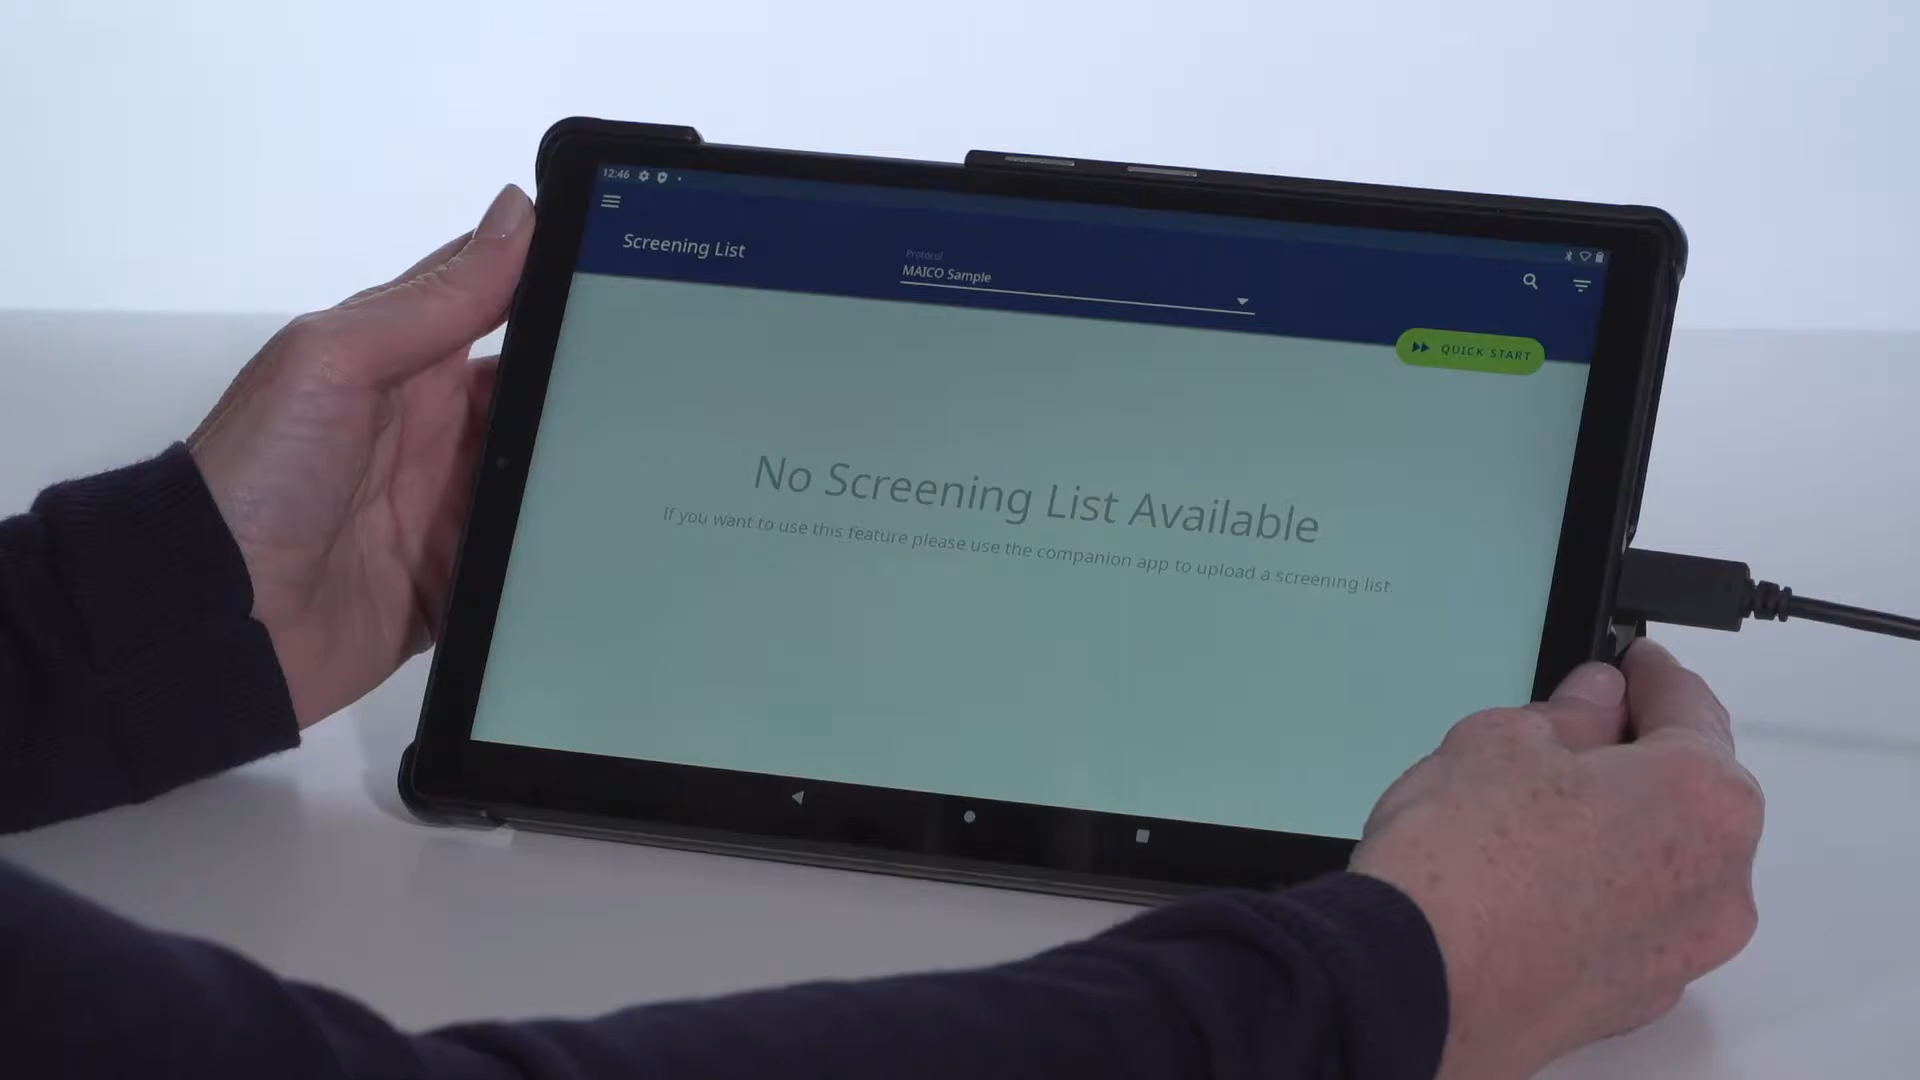 12:46
Screening List
Protocol
MAICO Sample
QUICK START
No Screening List Available
If you want to use this feature please use the companion app to upload a screening list